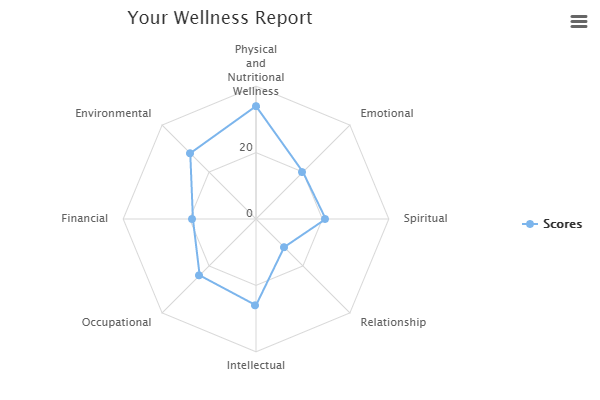 Your Wellness Report
Physical
and
Nutritional
Wellness
Environmental
Emotional
20
Financial
0
Spiritual
Scores
Occupational
Relationship
Intellectual